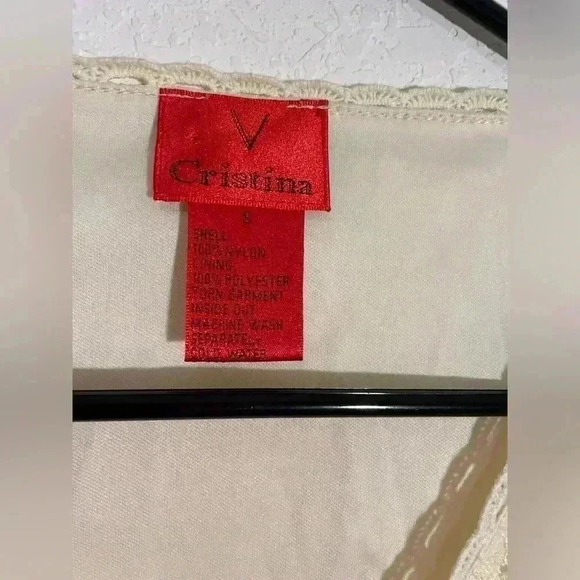 V
Cristina
S
SHELL
100% NYLON
LINING
100% POLYESTER
TURN GARMENT
INSIDE OUT
MACHINE WASH
SEPARATELY
COLD WATER